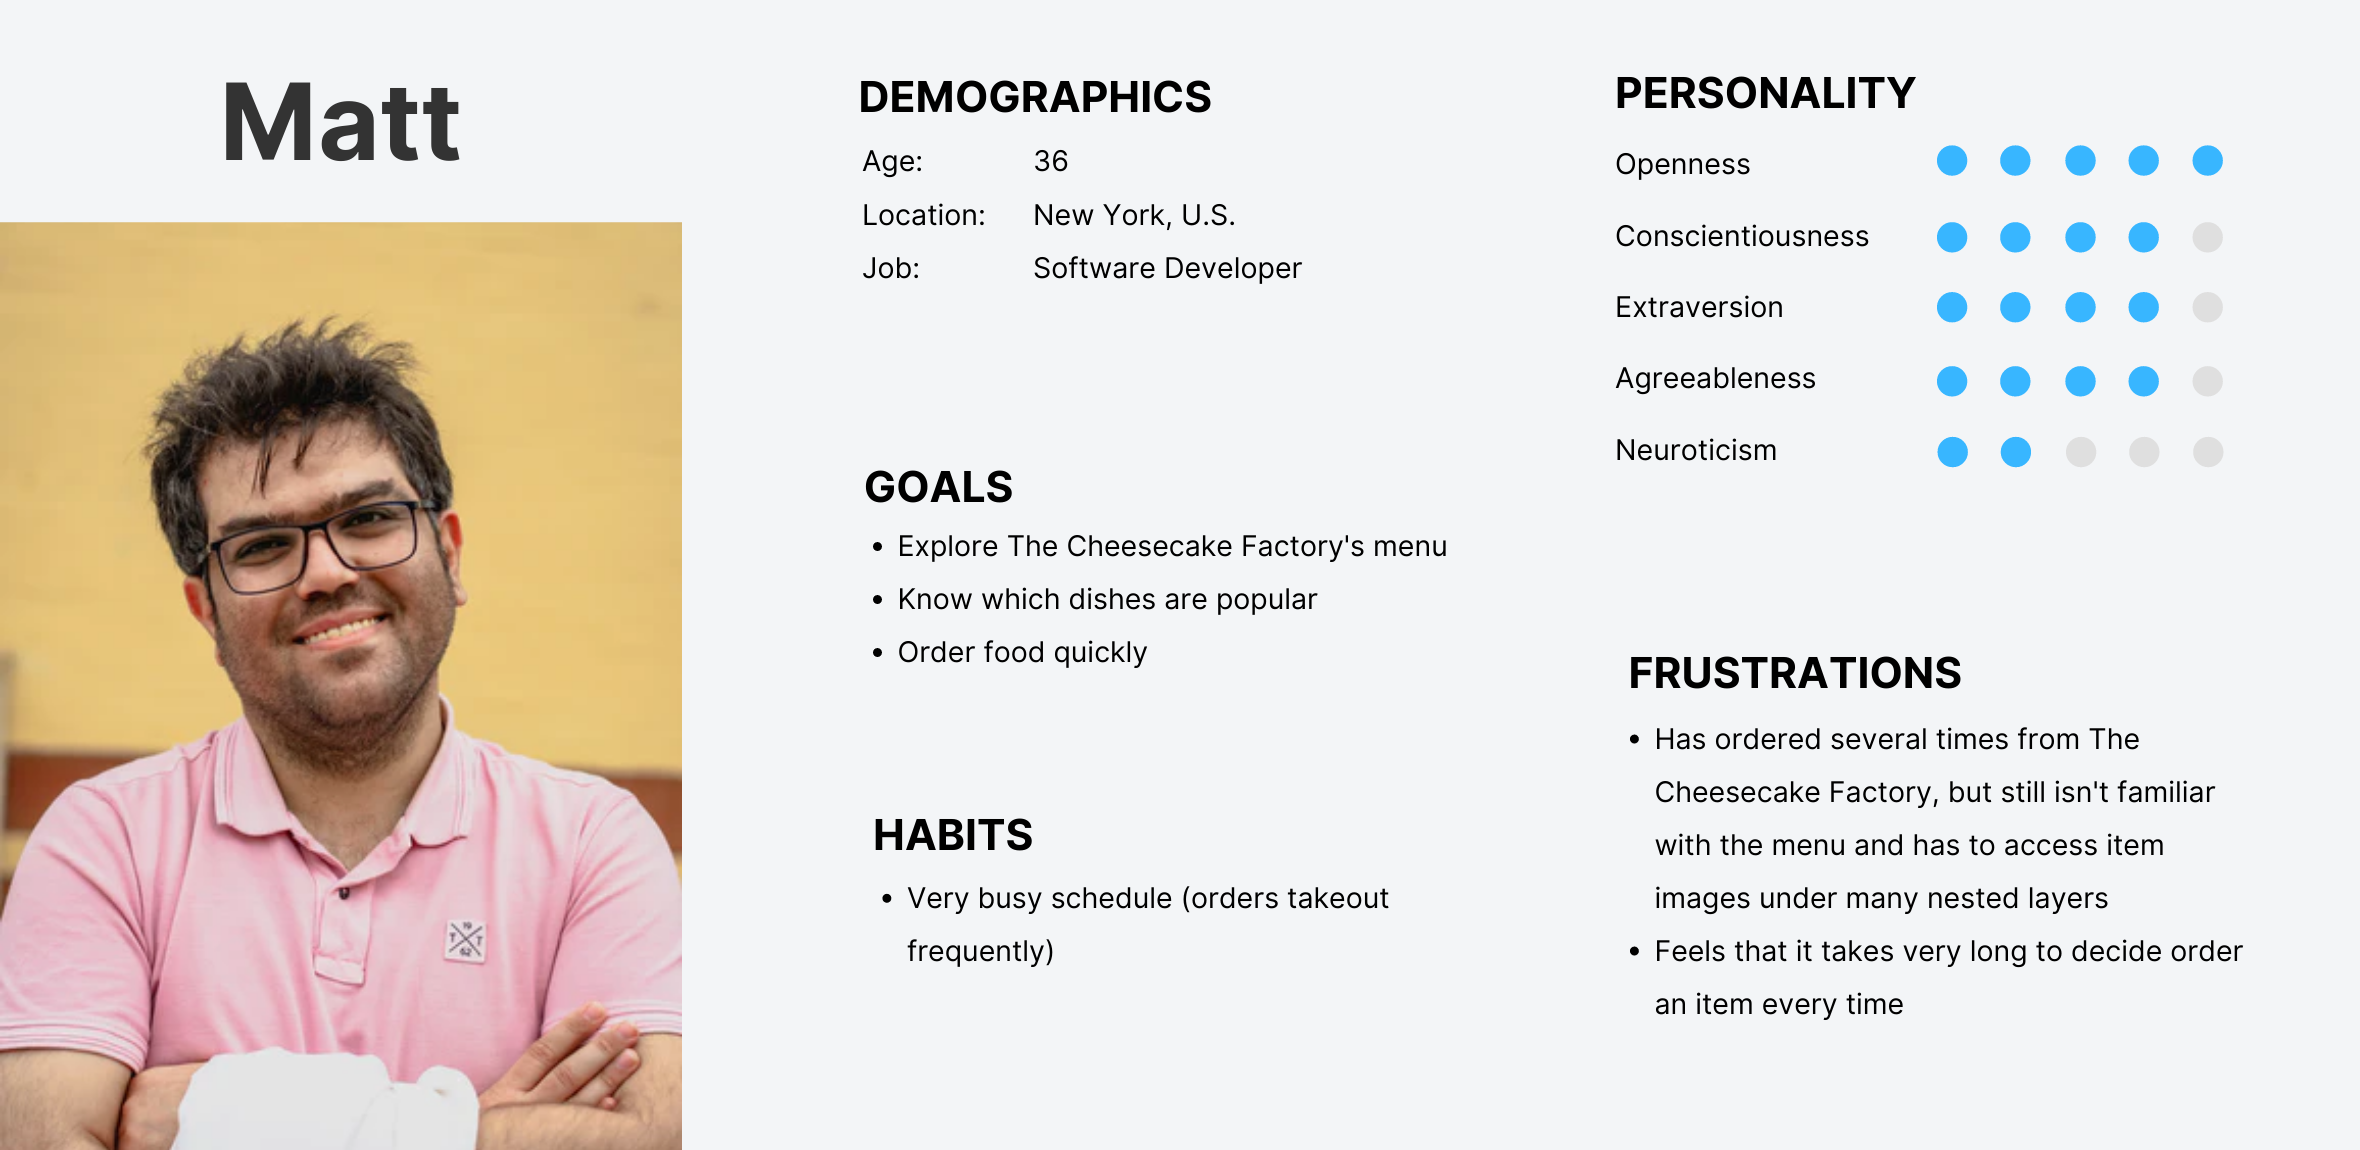 Matt
19
T T
62
DEMOGRAPHICS
Age: 36
Location: New York, U.S.
Job: Software Developer
GOALS
• Explore The Cheesecake Factory's menu
• Know which dishes are popular
• Order food quickly
HABITS
• Very busy schedule (orders takeout
frequently)
PERSONALITY
Openness
Conscientiousness
Extraversion
Agreeableness
Neuroticism
FRUSTRATIONS
• Has ordered several times from The
Cheesecake Factory, but still isn't familiar
with the menu and has to access item
images under many nested layers
• Feels that it takes very long to decide order
an item every time